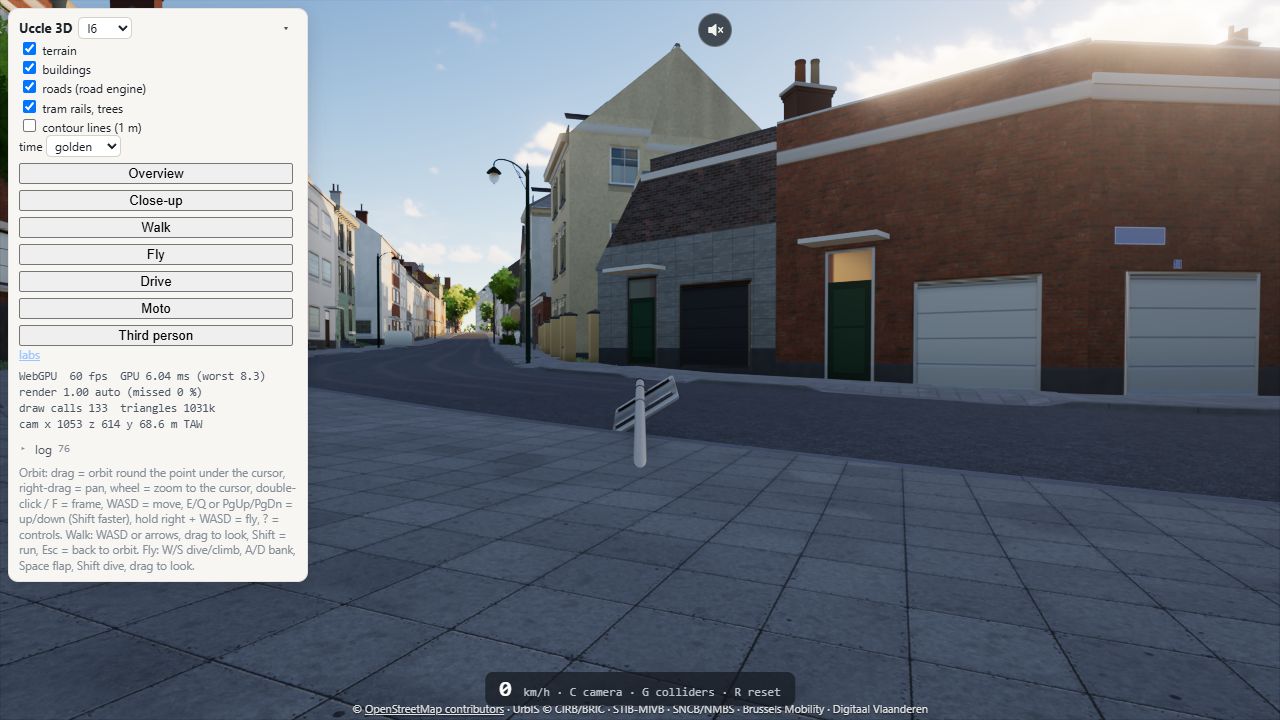 Uccle 3D l6
terrain
buildings
roads (road engine)
tram rails, trees
contour lines (1 m)
time golden
Overview
Close-up
Walk
Fly
Drive
Moto
Third person
labs
WebGPU 60 fps GPU 6.04 ms (worst 8.3)
render 1.00 auto (missed 0 %)
draw calls 133 triangles 1031k
cam x 1053 z 614 y 68.6 m TAW
log 76
Orbit: drag = orbit round the point under the cursor,
right-drag = pan, wheel = zoom to the cursor, double-
click / F = frame, WASD = move, E/Q or PgUp/PgDn =
up/down (Shift faster), hold right + WASD = fly, ? =
controls. Walk: WASD or arrows, drag to look, Shift =
run, Esc = back to orbit. Fly: W/S dive/climb, A/D bank,
Space flap, Shift dive, drag to look.
0 km/h · C camera · G colliders · R reset
© OpenStreetMap contributors · UrbIS © CIRB/BRIC · STIB-MIVB · SNCB/NMBS · Brussels Mobility · Digitaal Vlaanderen